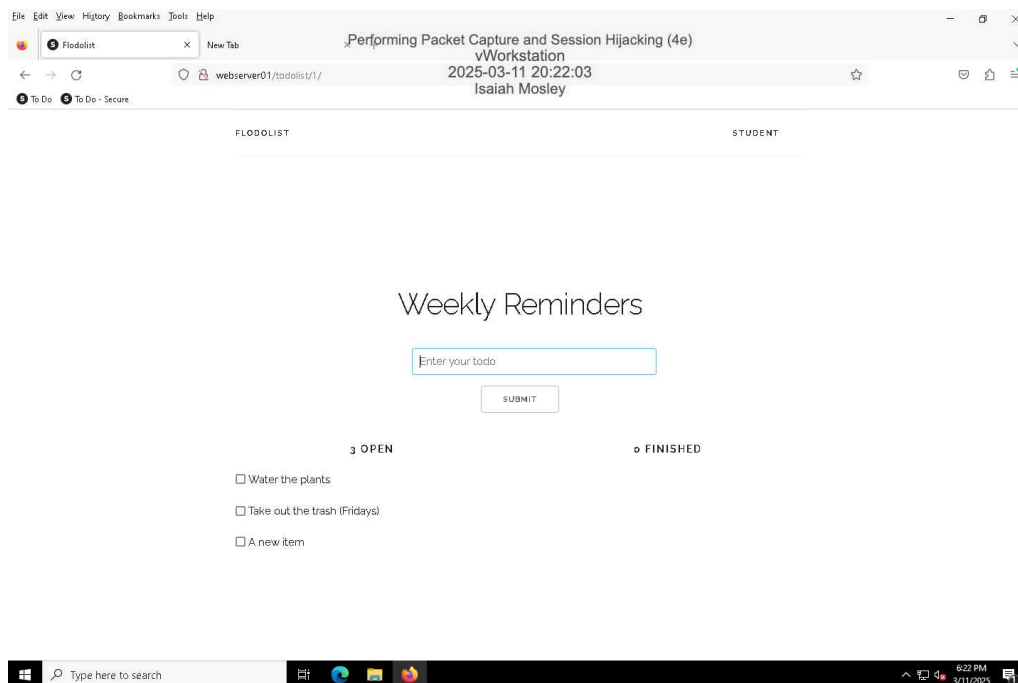 File Edit View History Bookmarks Tools Help
Flodolist
New Tab
Performing Packet Capture and Session Hijacking (4e)
vWorkstation
2025-03-11 20:22:03
Isaiah Mosley
webserver01/todolist/1/
To Do To Do - Secure
FLODOLIST STUDENT
Weekly Reminders
Enter your todo
SUBMIT
3 OPEN 0 FINISHED
Water the plants
Take out the trash (Fridays)
A new item
Type here to search
6:22 PM
3/11/2025